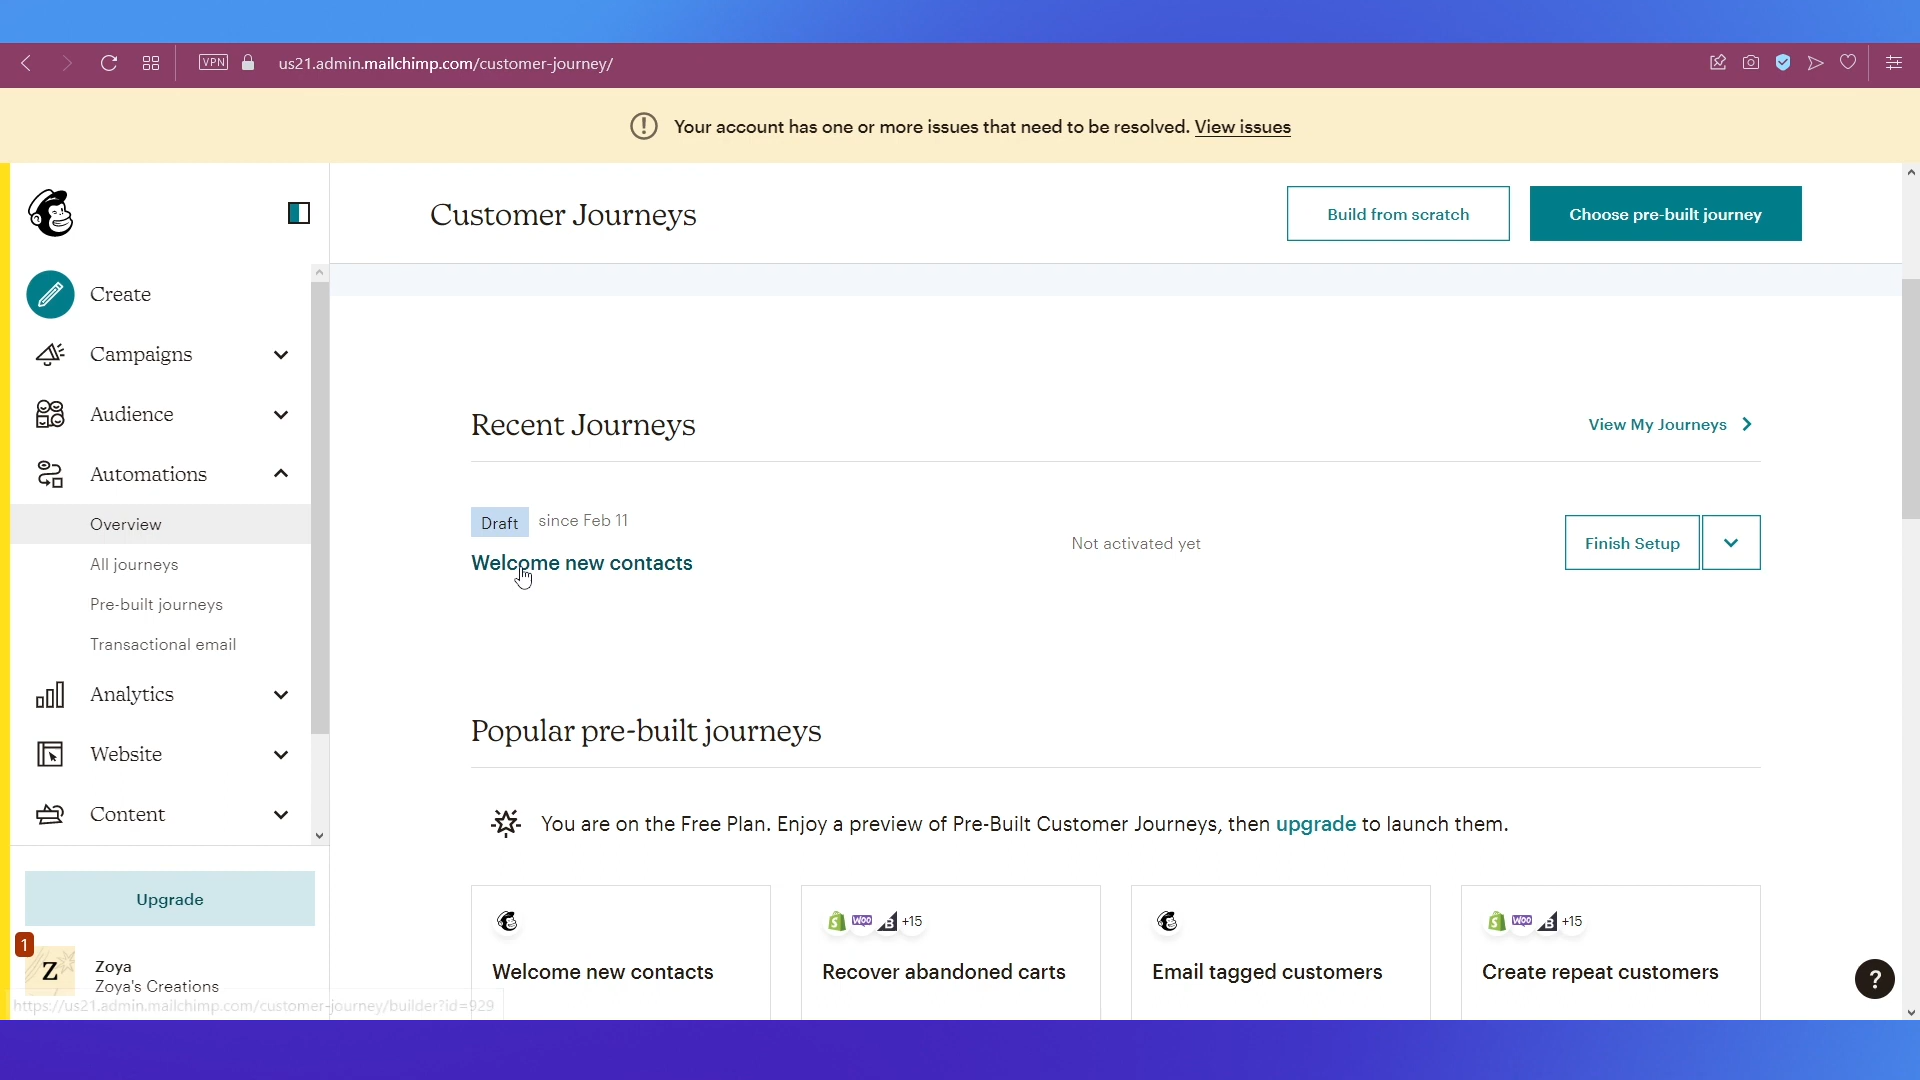 VPN
us21.admin.mailchimp.com/customer-journey/
Your account has one or more issues that need to be resolved. View issues
Customer Journeys
Build from scratch
Choose pre-built journey
Create
Campaigns
Audience
Automations
Overview
All journeys
Pre-built journeys
Transactional email
Analytics
Website
Content
Upgrade
1
Z
Zoya
Zoya's Creations
https://us21.admin.mailchimp.com/customer-journey/builder?id=929
Recent Journeys
View My Journeys
Draft since Feb 11
Welcome new contacts
Not activated yet
Finish Setup
Popular pre-built journeys
You are on the Free Plan. Enjoy a preview of Pre-Built Customer Journeys, then upgrade to launch them.
Welcome new contacts
Woo B +15
Recover abandoned carts
Email tagged customers
Woo B +15
Create repeat customers
?